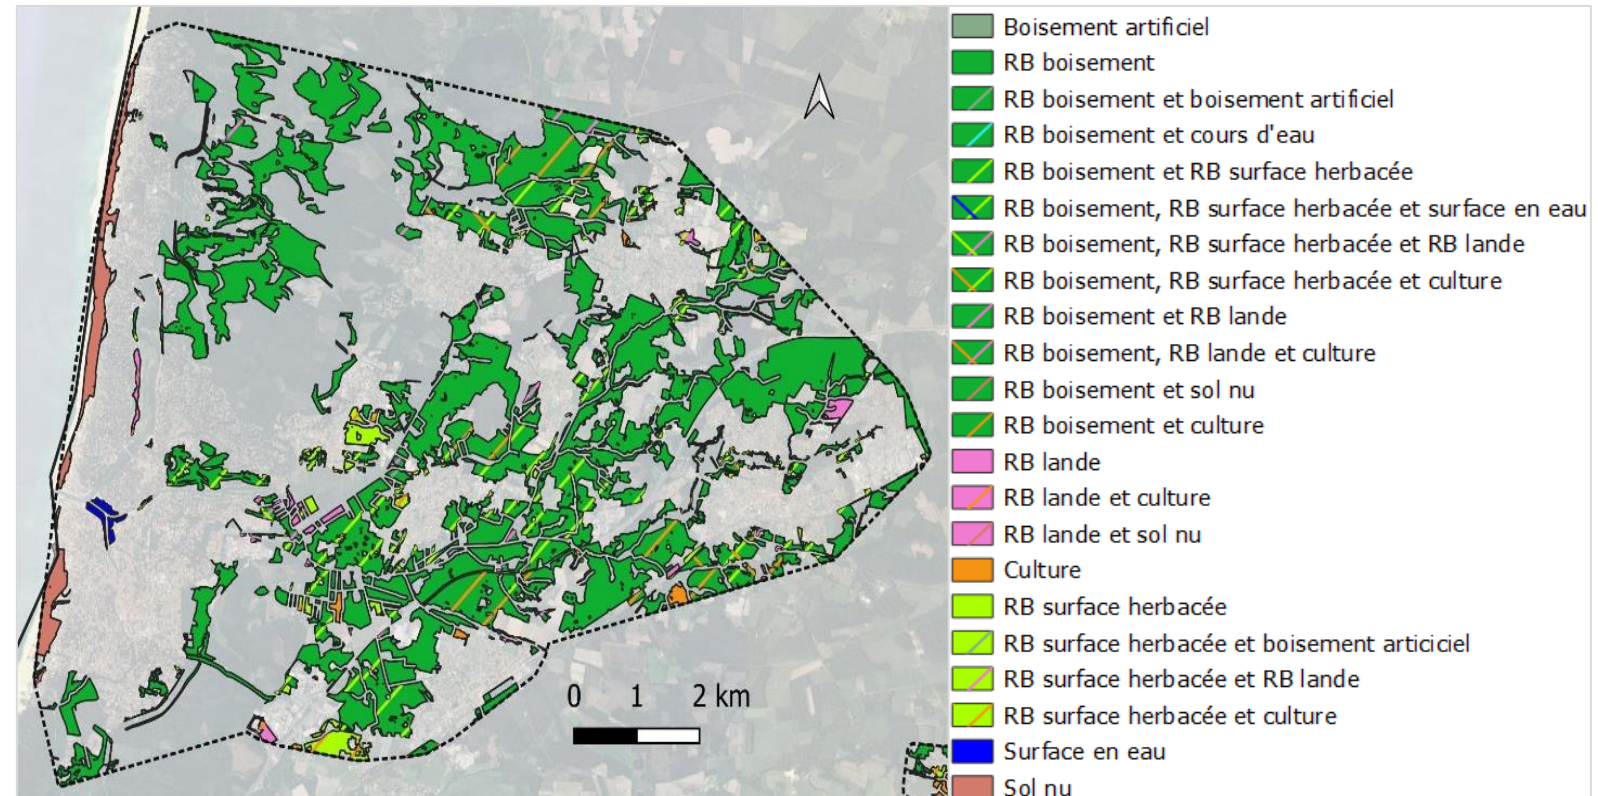 Boisement artificiel
RB boisement
RB boisement et boisement artificiel
RB boisement et cours d'eau
RB boisement et RB surface herbacée
RB boisement, RB surface herbacée et surface en eau
RB boisement, RB surface herbacée et RB lande
RB boisement, RB surface herbacée et culture
RB boisement et RB lande
RB boisement, RB lande et culture
RB boisement et sol nu
RB boisement et culture
RB lande
RB lande et culture
RB lande et sol nu
Culture
RB surface herbacée
RB surface herbacée et boisement articiciel
RB surface herbacée et RB lande
RB surface herbacée et culture
Surface en eau
Sol nu
0 1 2 km